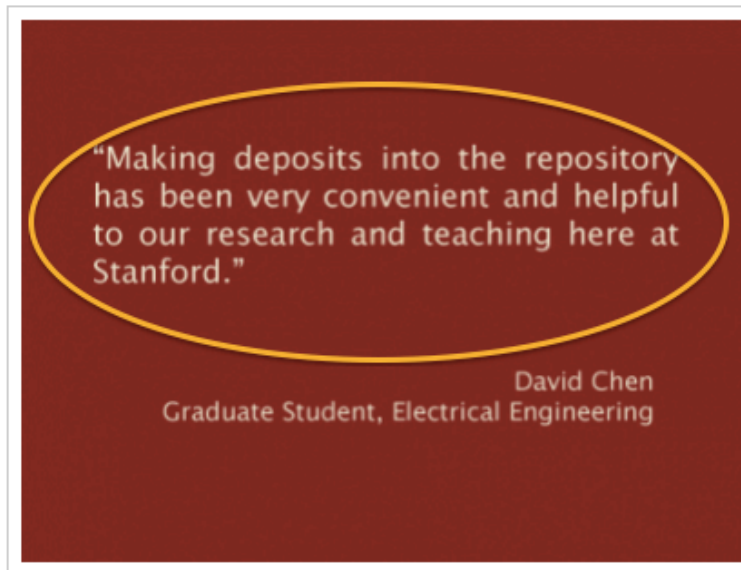 “Making deposits into the repository
has been very convenient and helpful
to our research and teaching here at
Stanford.”
David Chen
Graduate Student, Electrical Engineering